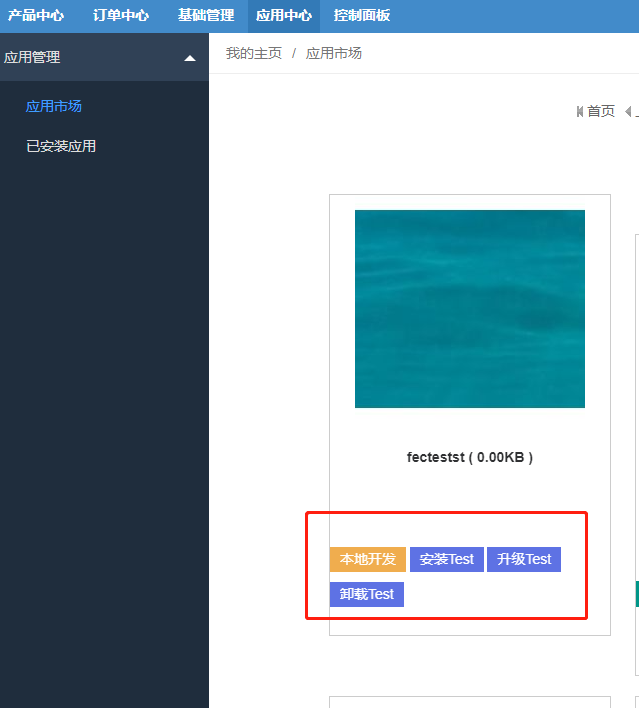 产品中心 订单中心 基础管理 应用中心 控制面板
应用管理
我的主页 / 应用市场
应用市场
已安装应用
首页
fectestst ( 0.00KB )
本地开发 安装Test 升级Test
卸载Test